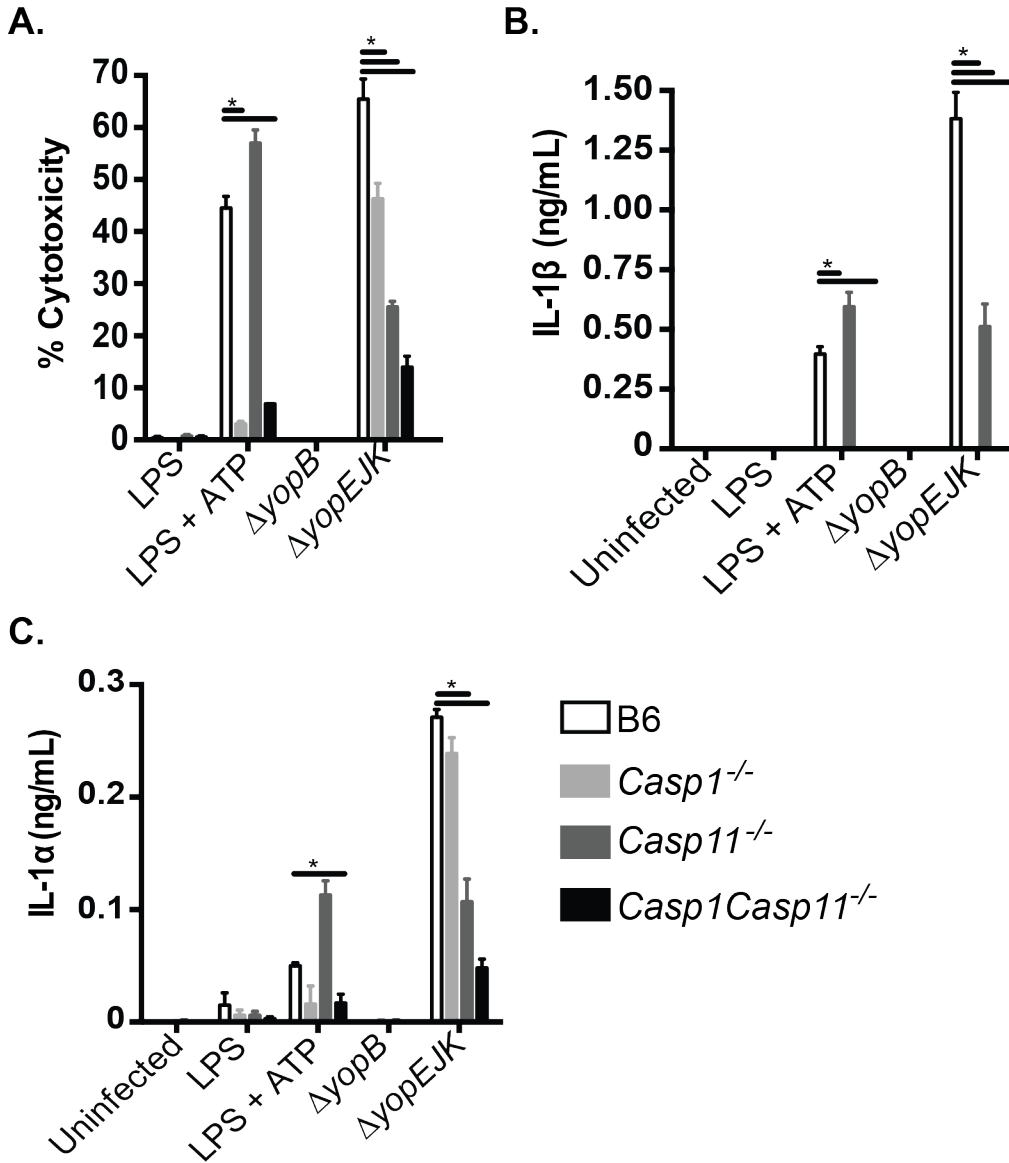 A.
% Cytotoxicity
70
60
50
40
30
20
10
0
*
*
LPS
LPS + ATP
ΔyopB
ΔyopEJK
B.
IL-1β (ng/mL)
1.50
1.25
1.00
0.75
0.50
0.25
0
*
*
Uninfected
LPS
LPS + ATP
ΔyopB
ΔyopEJK
C.
IL-1α (ng/mL)
0.3
0.2
0.1
0
*
*
Uninfected
LPS
LPS + ATP
ΔyopB
ΔyopEJK
B6
Casp1-/-
Casp11-/-
Casp1Casp11-/-